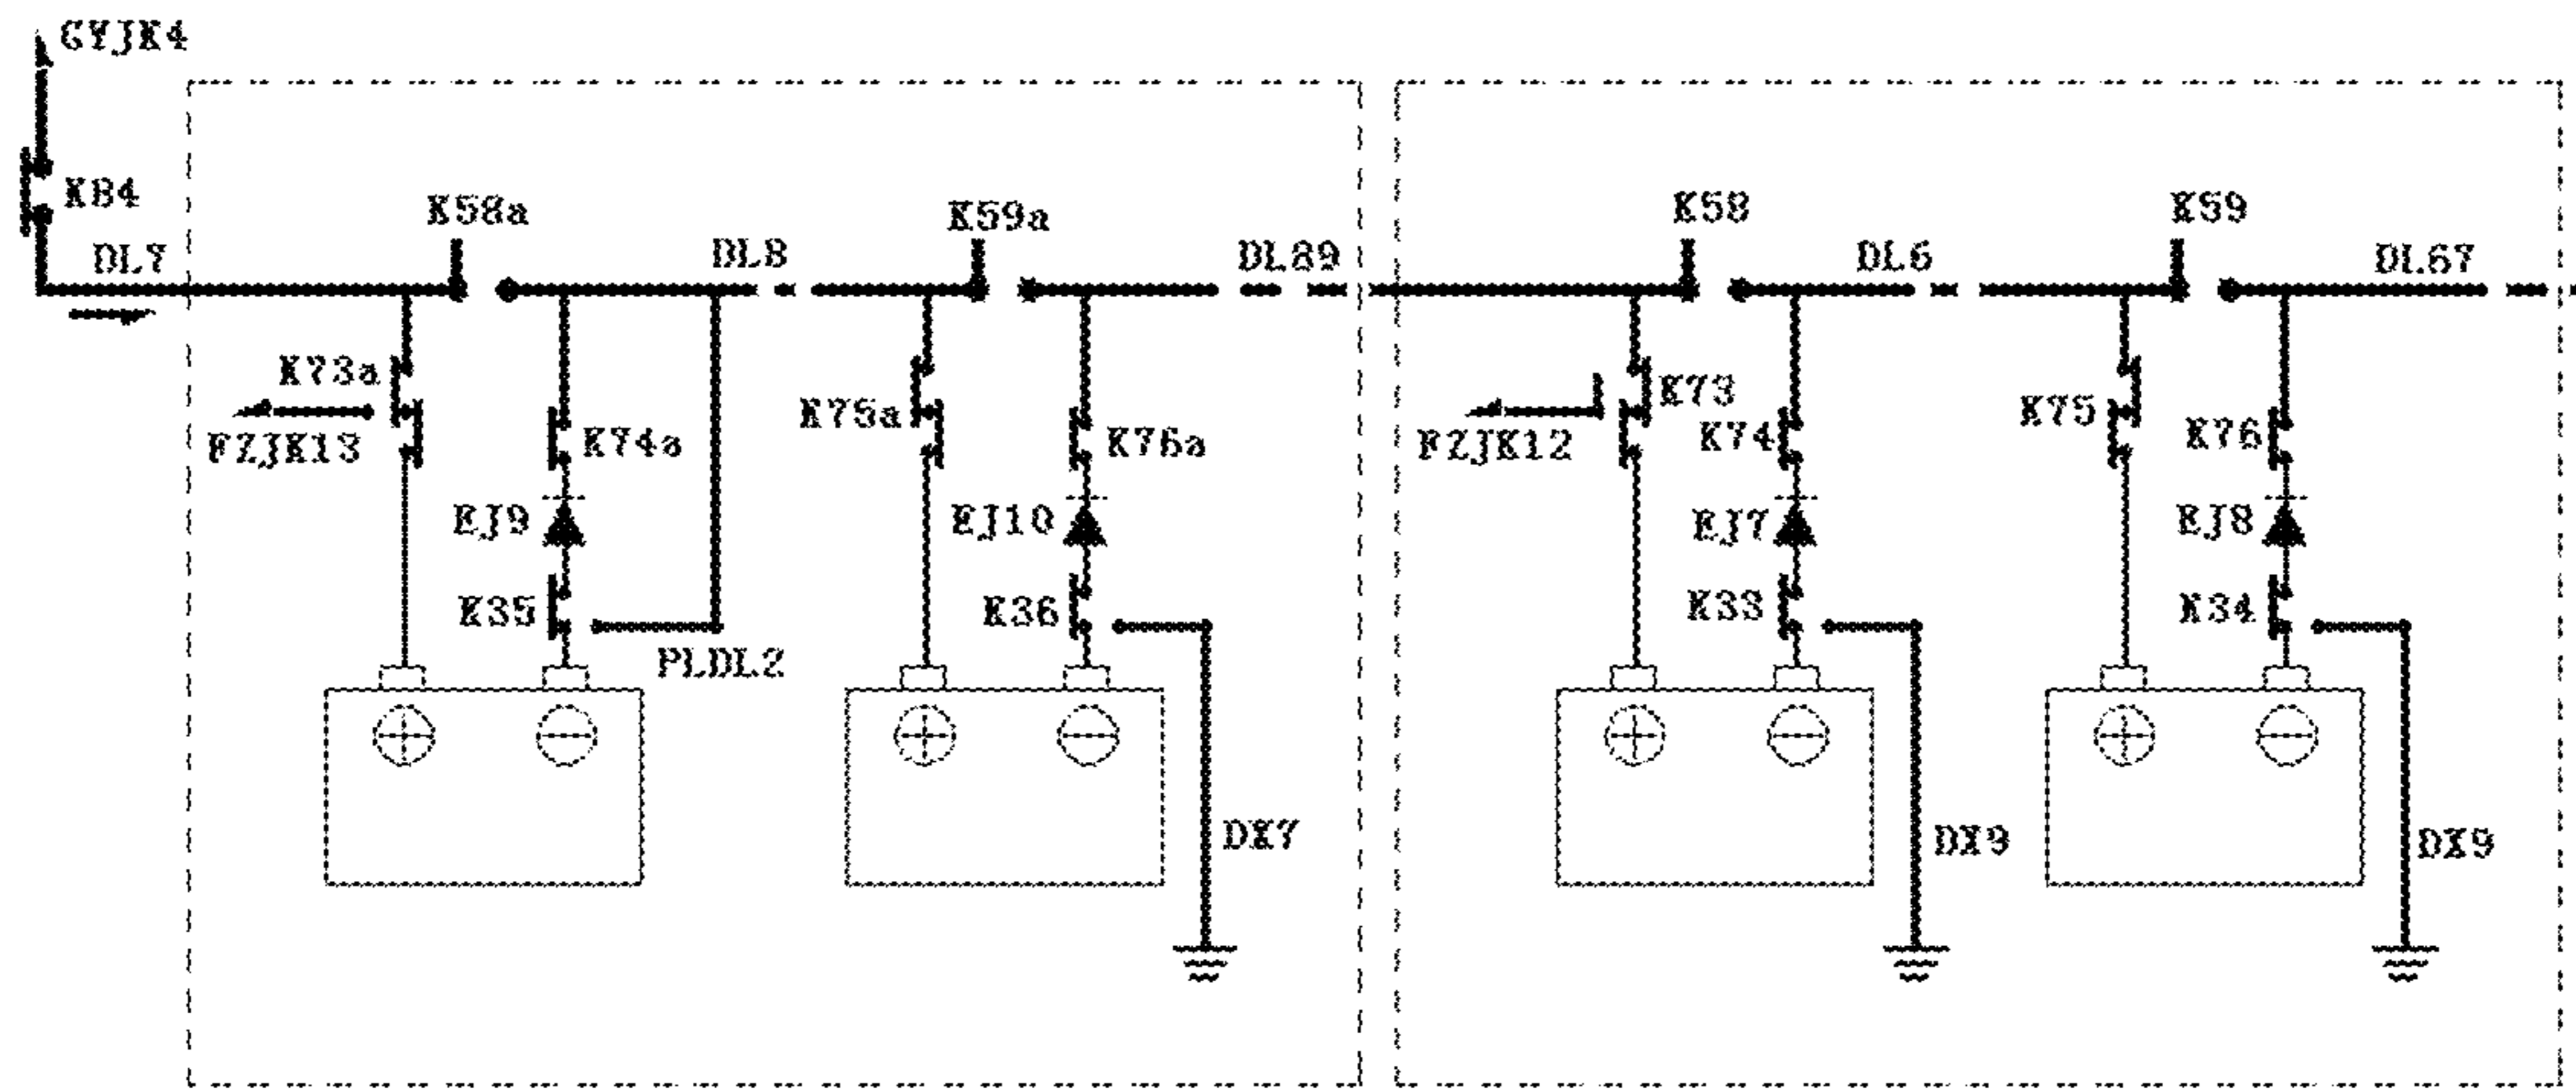 GYJK4
K84
K58a
K59a
K58
K59
DL7
DL8
DL89
DL6
DL67
K73a
K75a
K73
K75
FZJK13
K74a
K76a
FZJK12
K74
K76
EJ9
EJ10
EJ7
EJ8
K35
K36
K33
K34
PLDL2
DX7
DX9
DX9